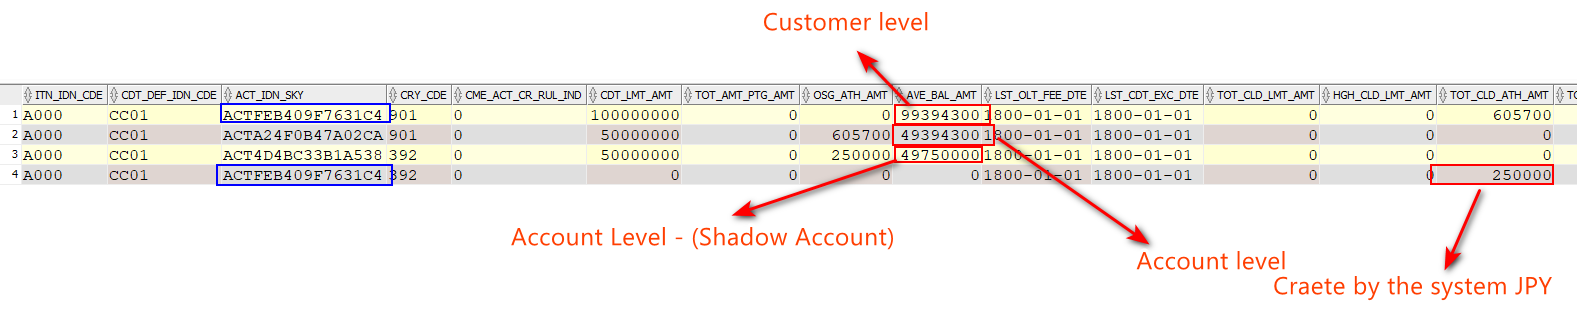 Customer level
ITN_IDN_CDE CDT_DEF_IDN_CDE ACT_IDN_SKY CRY_CDE CME_ACT_CR_RUL_IND CDT_LMT_AMT TOT_AMT_PTG_AMT OSG_ATH_AMT AVE_BAL_AMT LST_OLT_FEE_DTE LST_CDT_EXC_DTE TOT_CLD_LMT_AMT HGH_CLD_LMT_AMT TOT_CLD_ATH_AMT TO
1 A000 CC01 ACTFEB409F7631C4 901 0 100000000 0 0 99394300 1800-01-01 1800-01-01 0 0 605700
2 A000 CC01 ACTA24F0B47A02CA 901 0 50000000 0 605700 49394300 1800-01-01 1800-01-01 0 0 0
3 A000 CC01 ACT4D4BC33B1A538 392 0 50000000 0 250000 49750000 1800-01-01 1800-01-01 0 0 0
4 A000 CC01 ACTFEB409F7631C4 392 0 0 0 0 0 1800-01-01 1800-01-01 0 0 250000
Account Level - (Shadow Account)
Account level
Craete by the system JPY